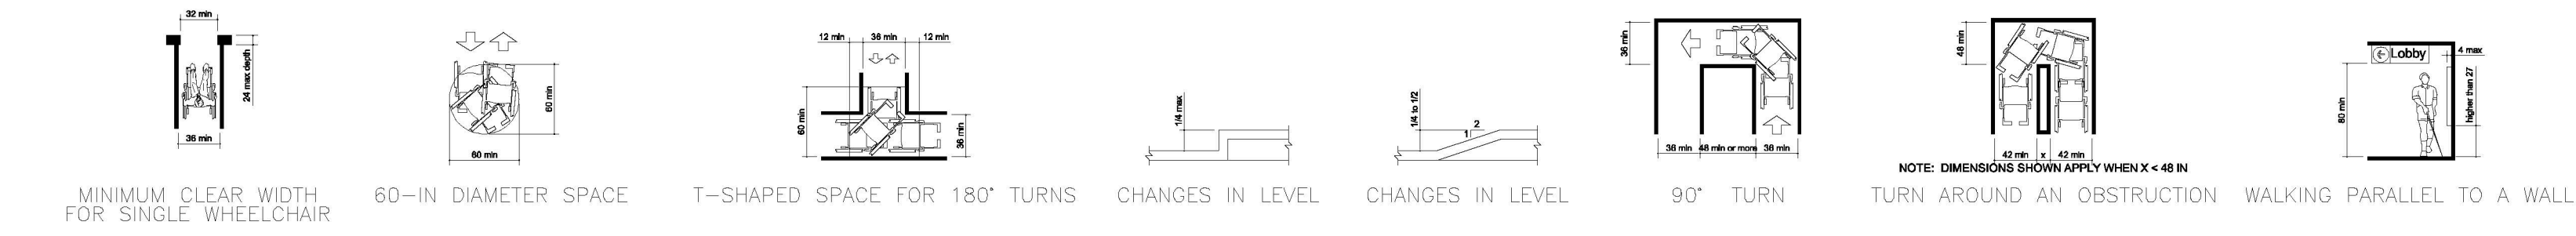 32 min
24 max depth
36 min
MINIMUM CLEAR WIDTH
FOR SINGLE WHEELCHAIR
60 min
60 min
60-IN DIAMETER SPACE
12 min 36 min 12 min
60 min
36 min
T-SHAPED SPACE FOR 180° TURNS
1/4 max
CHANGES IN LEVEL
1/4 to 1/2
2
1
CHANGES IN LEVEL
36 min
36 min 48 min or more 36 min
90° TURN
48 min
42 min x 42 min
NOTE: DIMENSIONS SHOWN APPLY WHEN X < 48 IN
TURN AROUND AN OBSTRUCTION
Lobby
4 max
80 min
higher than 27
WALKING PARALLEL TO A WALL